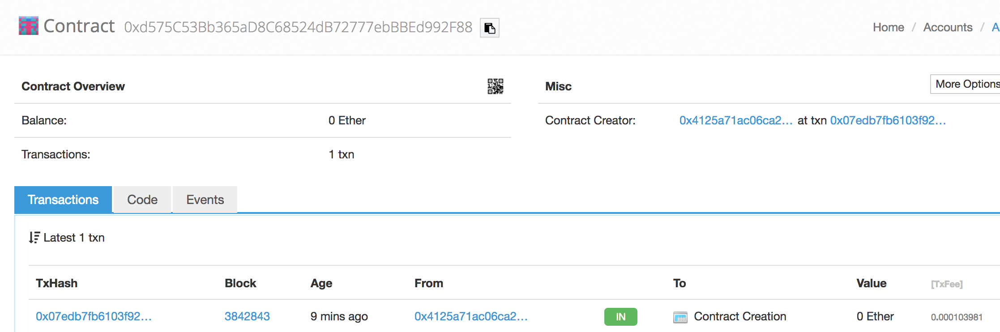 Contract 0xd575C53Bb365aD8C68524dB72777ebBBEd992F88
Home / Accounts / A
Contract Overview
Balance: 0 Ether
Transactions: 1 txn
Misc
More Options
Contract Creator: 0x4125a71ac06ca2... at txn 0x07edb7fb6103f92...
Transactions Code Events
Latest 1 txn
TxHash Block Age From To Value [TxFee]
0x07edb7fb6103f92... 3842843 9 mins ago 0x4125a71ac06ca2... IN Contract Creation 0 Ether 0.000103981